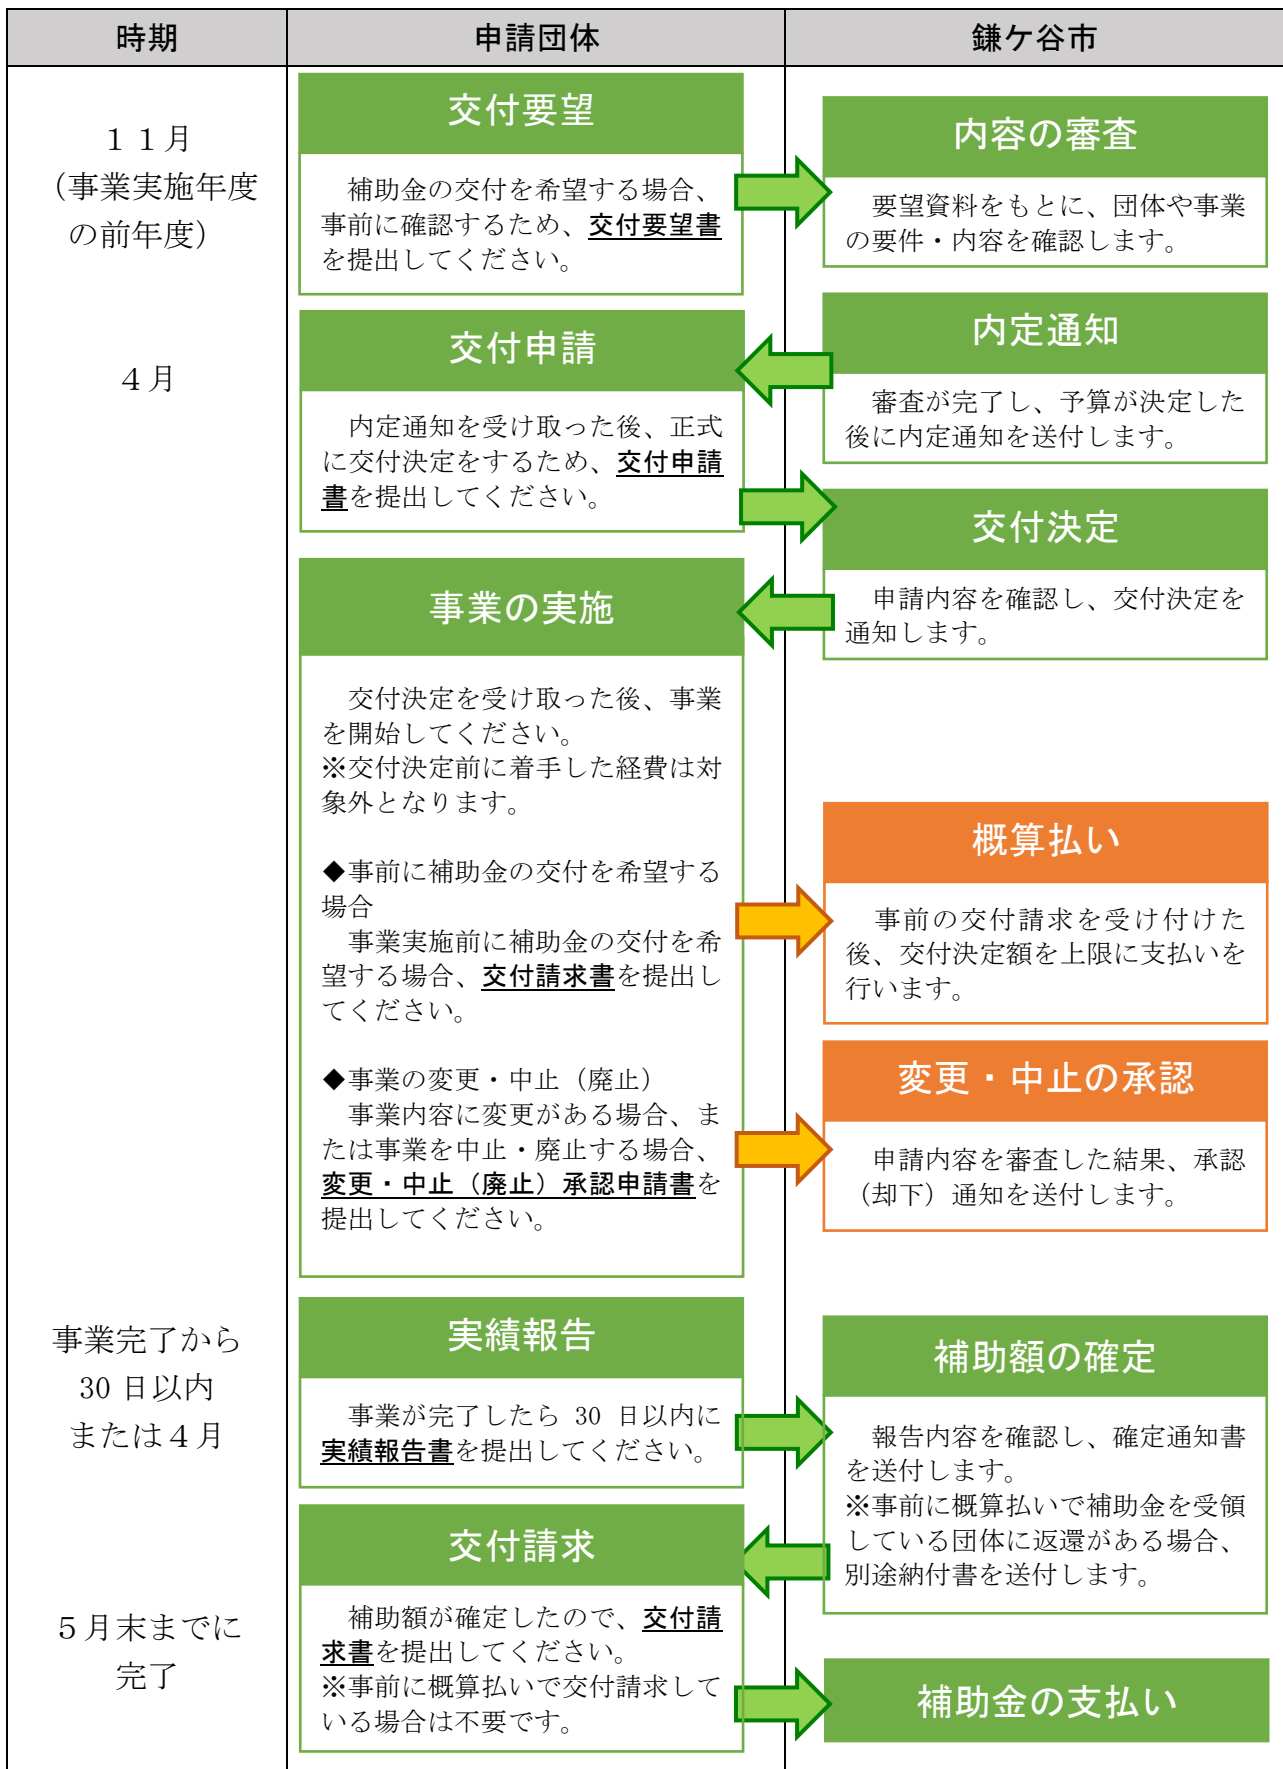 時期
申請団体
鎌ケ谷市
１１月
（事業実施年度
の前年度）
交付要望
補助金の交付を希望する場合、
事前に確認するため、交付要望書
を提出してください。
内容の審査
要望資料をもとに、団体や事業
の要件・内容を確認します。
４月
内定通知
審査が完了し、予算が決定した
後に内定通知を送付します。
交付申請
内定通知を受け取った後、正式
に交付決定をするため、交付申請
書を提出してください。
交付決定
申請内容を確認し、交付決定を
通知します。
事業の実施
交付決定を受け取った後、事業
を開始してください。
※交付決定前に着手した経費は対
象外となります。
◆事前に補助金の交付を希望する
場合
事業実施前に補助金の交付を希
望する場合、交付請求書を提出し
てください。
◆事業の変更・中止（廃止）
事業内容に変更がある場合、ま
たは事業を中止・廃止する場合、
変更・中止（廃止）承認申請書を
提出してください。
概算払い
事前の交付請求を受け付けた
後、交付決定額を上限に支払いを
行います。
変更・中止の承認
申請内容を審査した結果、承認
（却下）通知を送付します。
事業完了から
30 日以内
または４月
実績報告
事業が完了したら 30 日以内に
実績報告書を提出してください。
補助額の確定
報告内容を確認し、確定通知書
を送付します。
※事前に概算払いで補助金を受領
している団体に返還がある場合、
別途納付書を送付します。
５月末までに
完了
交付請求
補助額が確定したので、交付請
求書を提出してください。
※事前に概算払いで交付請求して
いる場合は不要です。
補助金の支払い